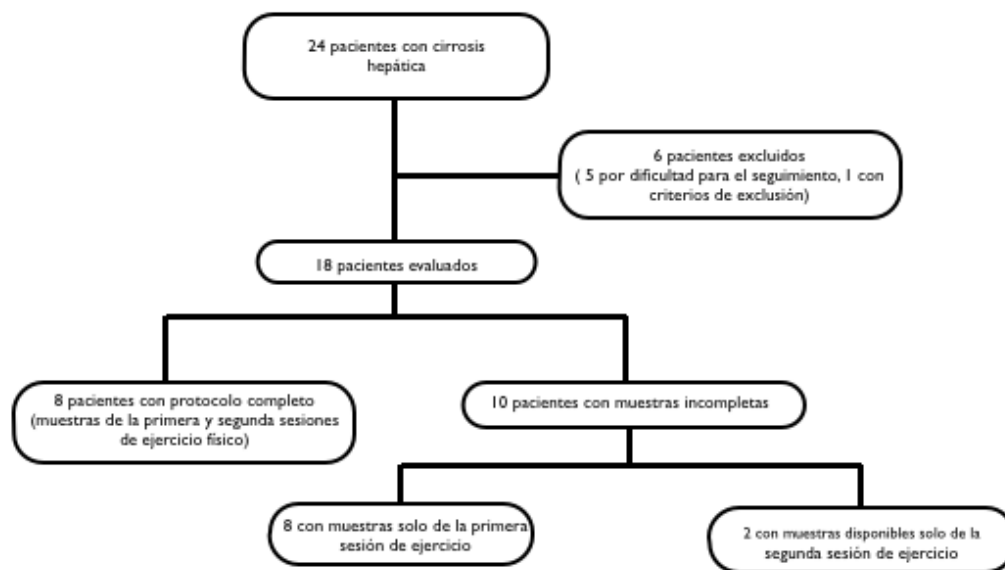 24 pacientes con cirrosis
hepática
6 pacientes excluidos
( 5 por dificultad para el seguimiento, 1 con
criterios de exclusión)
18 pacientes evaluados
8 pacientes con protocolo completo
(muestras de la primera y segunda sesiones
de ejercicio físico)
10 pacientes con muestras incompletas
8 con muestras solo de la primera
sesión de ejercicio
2 con muestras disponibles solo de la
segunda sesión de ejercicio